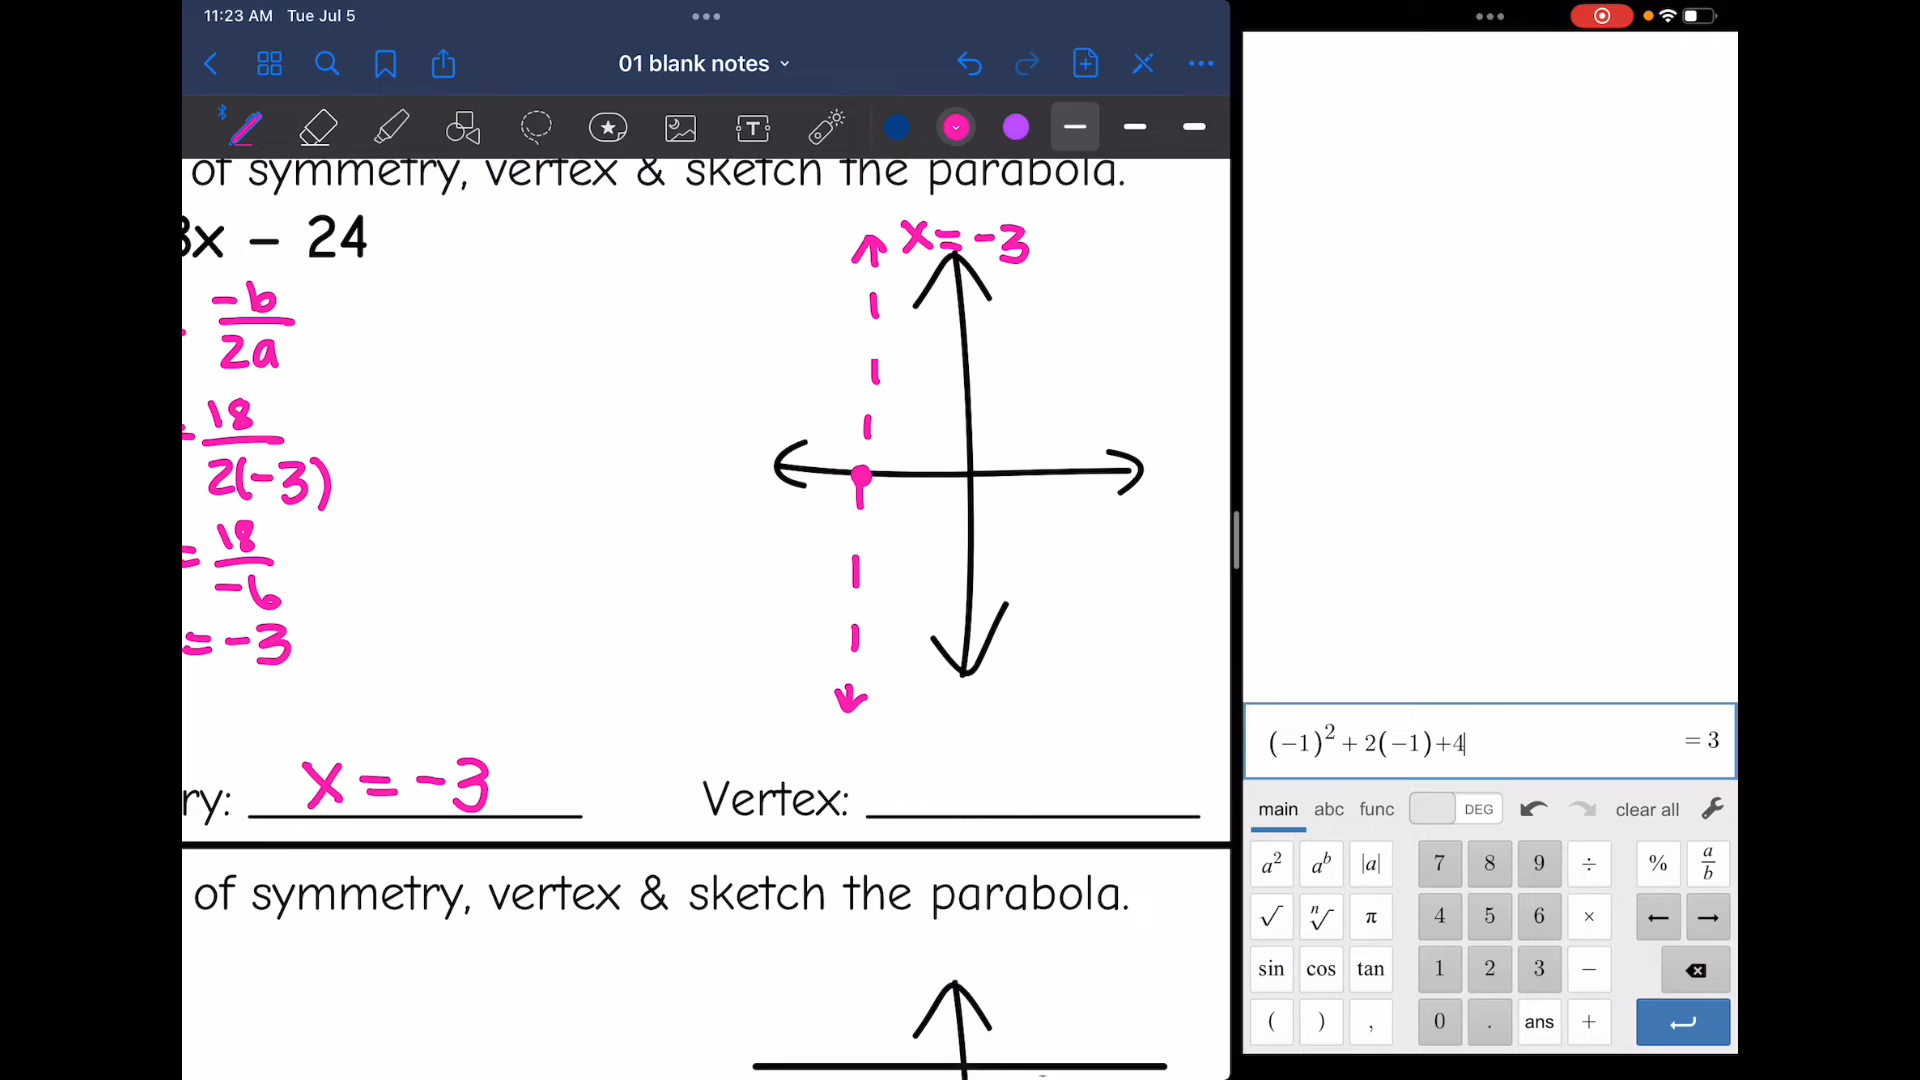 11:23 AM Tue Jul 5
01 blank notes
T
of symmetry, vertex & sketch the parabola.
8x – 24
x = -3
-b
2a
= 18
2(-3)
= 18
-6
= -3
ry: x = -3
Vertex:
of symmetry, vertex & sketch the parabola.
(−1)² + 2(−1)+4
= 3
main abc func DEG clear all
a² aᵇ |a| 7 8 9 ÷ % a/b
√ ⁿ√ π 4 5 6 × ← →
sin cos tan 1 2 3 −
( ) , 0 . ans +